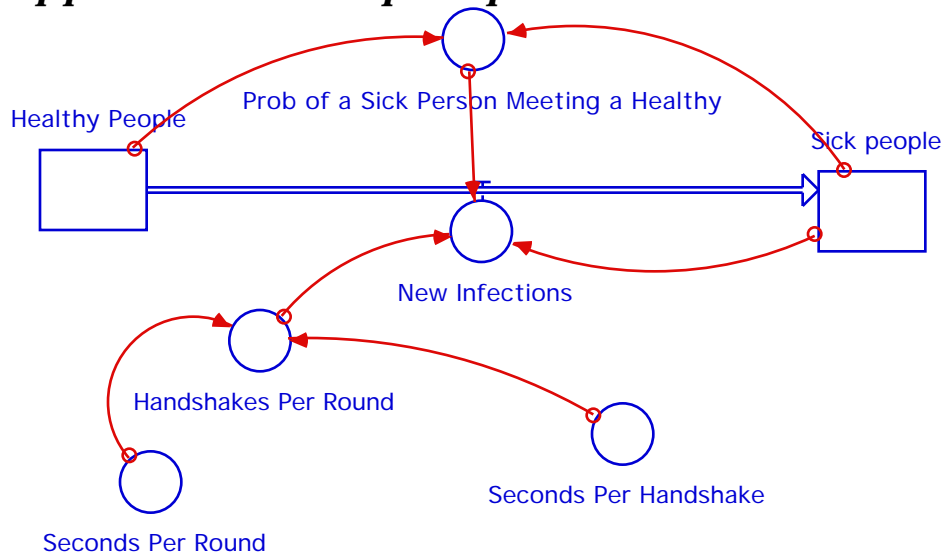 Prob of a Sick Person Meeting a Healthy
Healthy People
Sick people
New Infections
Handshakes Per Round
Seconds Per Handshake
Seconds Per Round